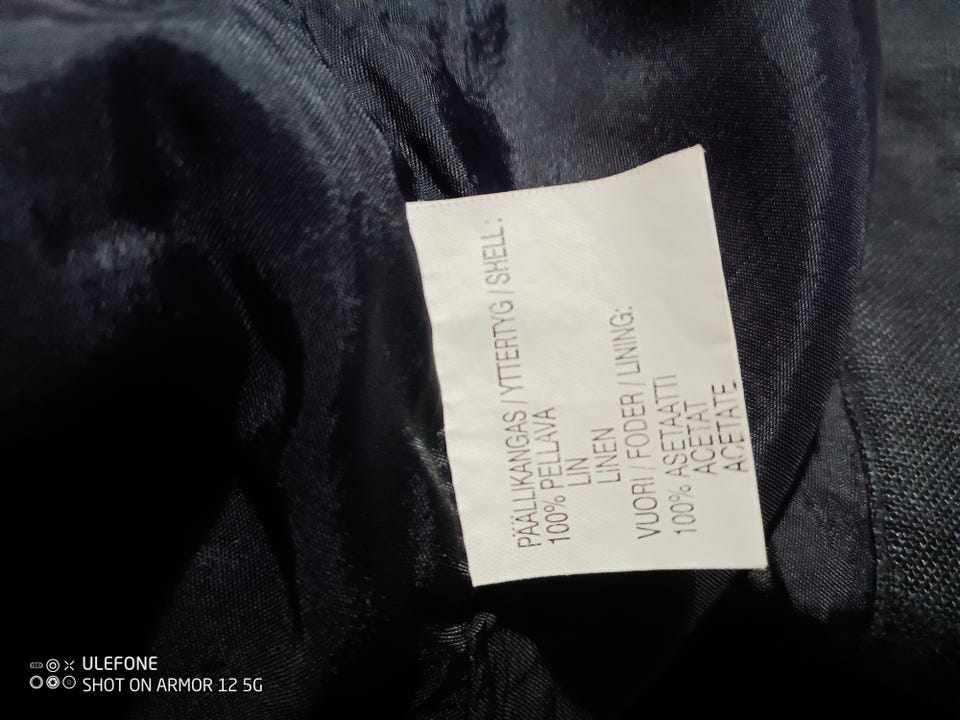 PÄÄLLIKANGAS / YTTERTYG / SHELL :
100% PELLAVA
LIN
LINEN
VUORI / FODER / LINING:
100% ASETAATTI
ACETAT
ACETATE
ULEFONE
SHOT ON ARMOR 12 5G